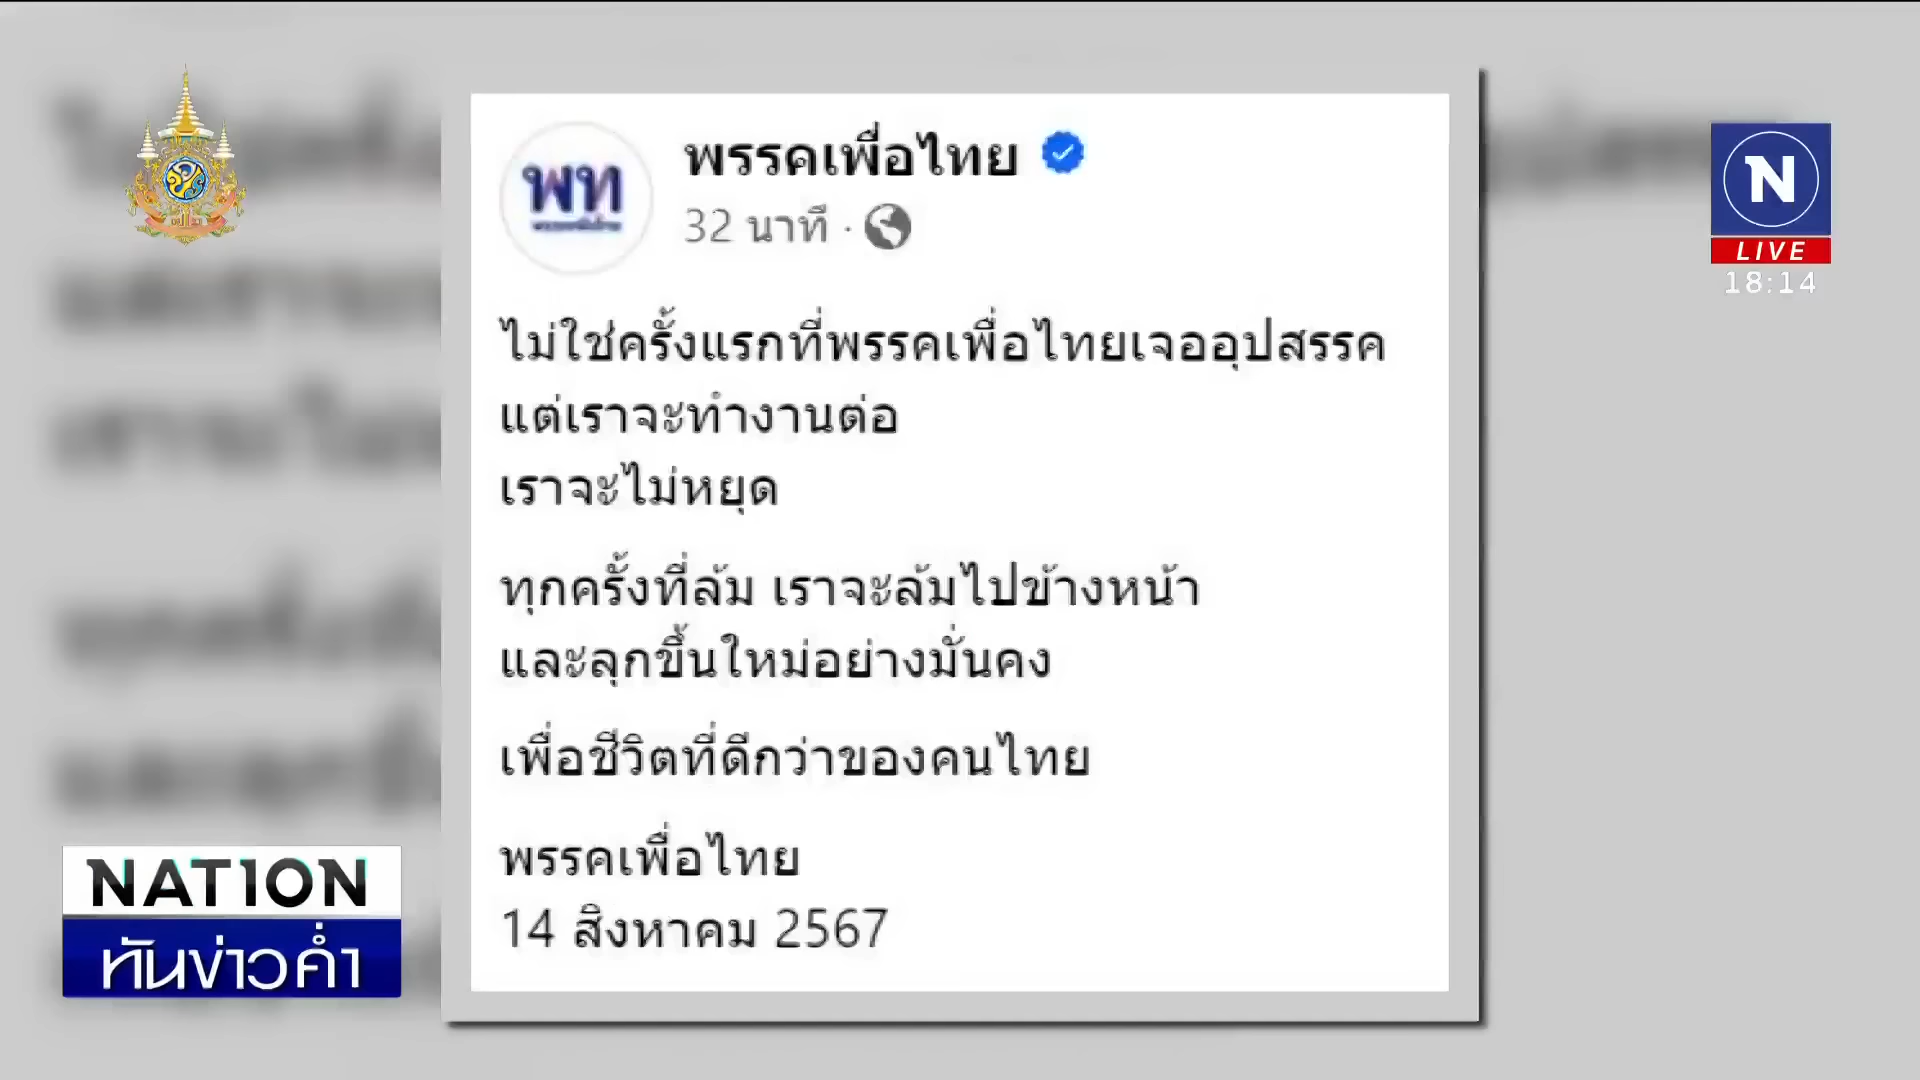 พท
พรรคเพื่อไทย
32 นาที ·
ไม่ใช่ครั้งแรกที่พรรคเพื่อไทยเจออุปสรรค
แต่เราจะทำงานต่อ
เราจะไม่หยุด
ทุกครั้งที่ล้ม เราจะล้มไปข้างหน้า
และลุกขึ้นใหม่อย่างมั่นคง
เพื่อชีวิตที่ดีกว่าของคนไทย
พรรคเพื่อไทย
14 สิงหาคม 2567
N
LIVE
18:14
NATION
ทันข่าวค่ำ